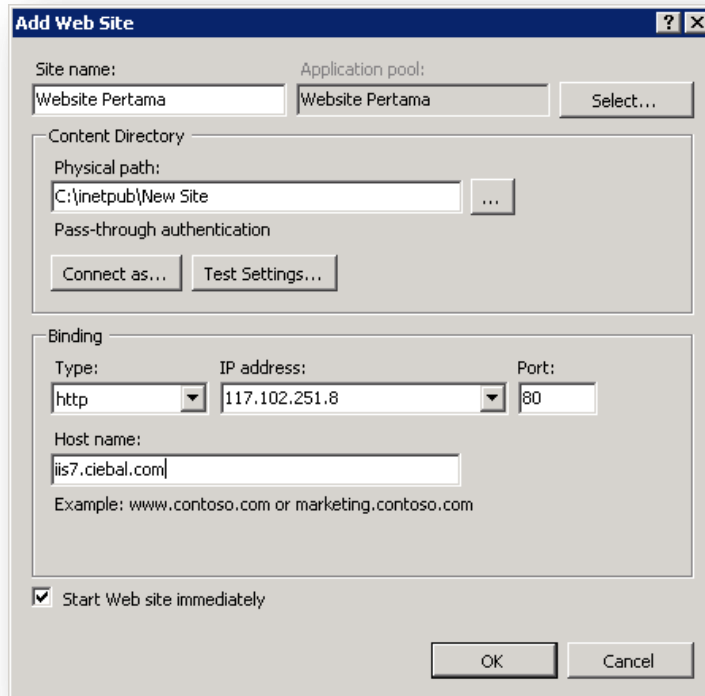 Add Web Site
Site name:
Application pool:
Website Pertama
Website Pertama
Select...
Content Directory
Physical path:
C:\inetpub\New Site
...
Pass-through authentication
Connect as...
Test Settings...
Binding
Type:
IP address:
Port:
http
117.102.251.8
80
Host name:
iis7.ciebal.com
Example: www.contoso.com or marketing.contoso.com
Start Web site immediately
OK
Cancel